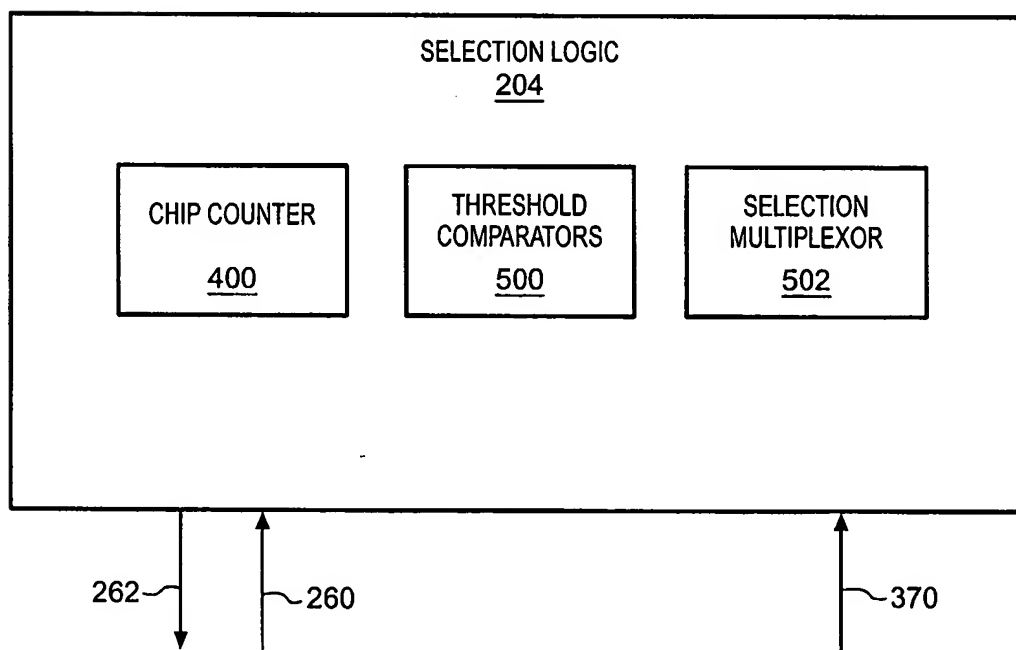 SELECTION LOGIC
204
CHIP COUNTER
400
THRESHOLD
COMPARATORS
500
SELECTION
MULTIPLEXOR
502
262
260
370